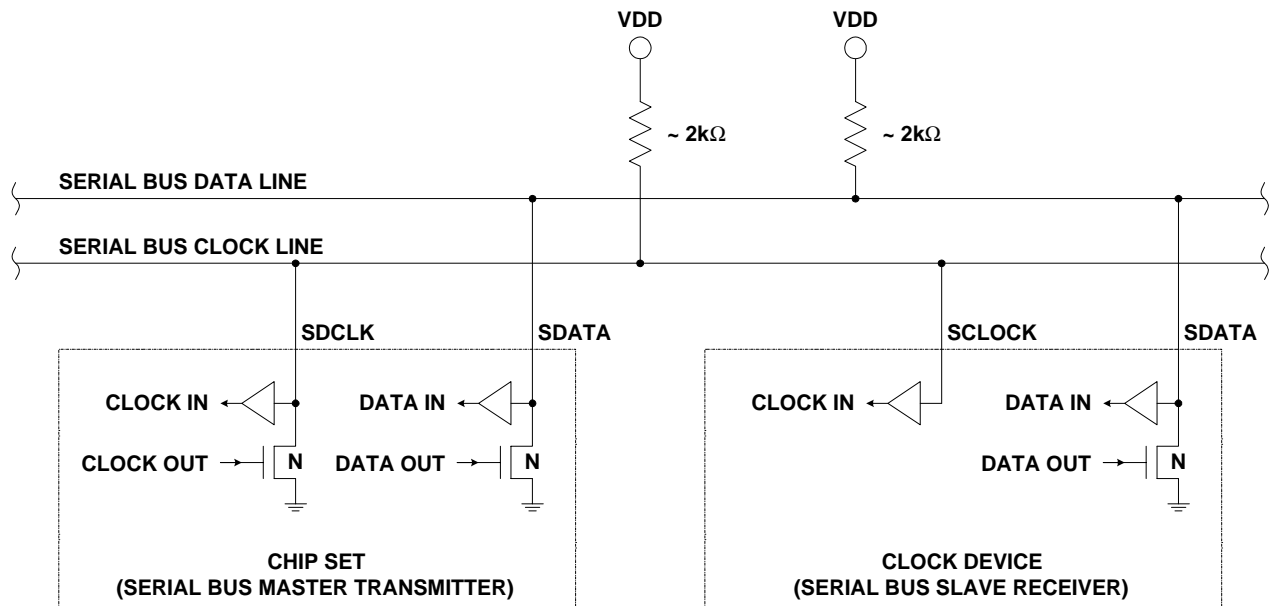 VDD VDD
~ 2kΩ ~ 2kΩ
SERIAL BUS DATA LINE
SERIAL BUS CLOCK LINE
SDCLK SDATA SCLOCK SDATA
CLOCK IN DATA IN CLOCK IN DATA IN
CLOCK OUT N DATA OUT N DATA OUT N
CHIP SET CLOCK DEVICE
(SERIAL BUS MASTER TRANSMITTER) (SERIAL BUS SLAVE RECEIVER)